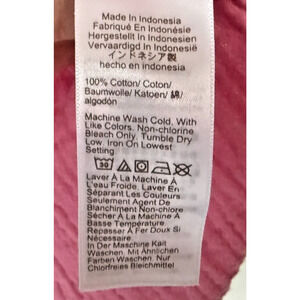 Made In Indonesia
Fabriqué En Indonésie
Hergestellt In Indonesien
Vervaardigd In Indonesië
インドネシア製
hecho en indonesia
100% Cotton/ Coton/
Baumwolle/ Katoen/ 綿/
algodón
Machine Wash Cold, With
Like Colors. Non-chlorine
Bleach Only. Tumble Dry
Low. Iron On Lowest
Setting
30
Laver À La Machine À
L'eau Froide, Laver En
Séparant Les Couleurs.
Seulement Agent De
Blanchiment Non-Chloré
Sécher À La Machine À
Basse Température
Repasser À Fer Doux Si
Nécessaire.
In Der Maschine Kalt
Waschen, Mit Ähnlichen
Farben Waschen, Nur
Chlorfreies Bleichmittel